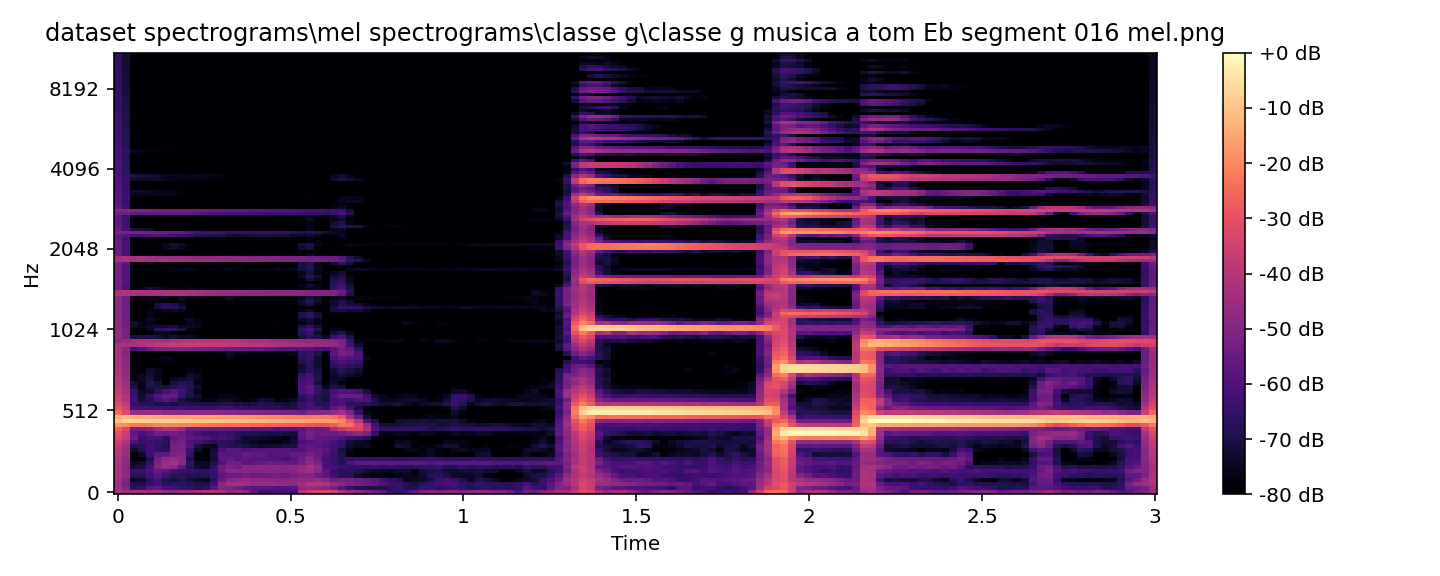 dataset spectrograms\mel spectrograms\classe g\classe g musica a tom Eb segment 016 mel.png
+0 dB
8192
-10 dB
4096
-20 dB
-30 dB
2048
Hz
-40 dB
1024
-50 dB
512
-60 dB
-70 dB
0
-80 dB
0
0.5
1
1.5
2
2.5
3
Time